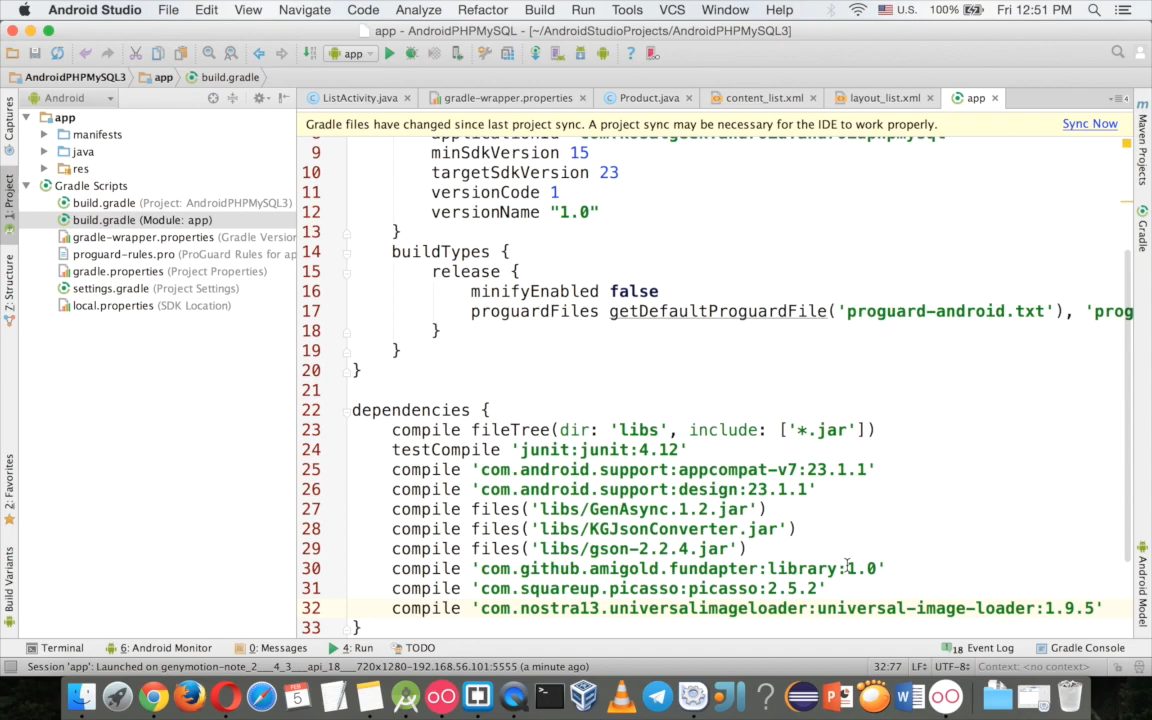 Android Studio File Edit View Navigate Code Analyze Refactor Build Run Tools VCS Window Help U.S. 100% Fri 12:51 PM
app - AndroidPHPMySQL - [~/AndroidStudioProjects/AndroidPHPMySQL3]
app
AndroidPHPMySQL3 app build.gradle
Android ListActivity.java gradle-wrapper.properties Product.java content_list.xml layout_list.xml app
Gradle files have changed since last project sync. A project sync may be necessary for the IDE to work properly. Sync Now
app
manifests
java
res
Gradle Scripts
build.gradle (Project: AndroidPHPMySQL3)
build.gradle (Module: app)
gradle-wrapper.properties (Gradle Version
proguard-rules.pro (ProGuard Rules for ap
gradle.properties (Project Properties)
settings.gradle (Project Settings)
local.properties (SDK Location)
Captures
1: Project
Z: Structure
2: Favorites
Build Variants
9 minSdkVersion 15
10 targetSdkVersion 23
11 versionCode 1
12 versionName "1.0"
13 }
14 buildTypes {
15 release {
16 minifyEnabled false
17 proguardFiles getDefaultProguardFile('proguard-android.txt'), 'prog
18 }
19 }
20 }
21
22 dependencies {
23 compile fileTree(dir: 'libs', include: ['*.jar'])
24 testCompile 'junit:junit:4.12'
25 compile 'com.android.support:appcompat-v7:23.1.1'
26 compile 'com.android.support:design:23.1.1'
27 compile files('libs/GenAsync.1.2.jar')
28 compile files('libs/KGJsonConverter.jar')
29 compile files('libs/gson-2.2.4.jar')
30 compile 'com.github.amigold.fundapter:library:1.0'
31 compile 'com.squareup.picasso:picasso:2.5.2'
32 compile 'com.nostra13.universalimageloader:universal-image-loader:1.9.5'
33 }
Maven Projects
Gradle
Android Model
Terminal 6: Android Monitor 0: Messages 4: Run TODO 18 Event Log Gradle Console
Session 'app': Launched on genymotion-note_2___4_3___api_18___720x1280-192.168.56.101:5555 (a minute ago) 32:77 LF÷ UTF-8÷ Context: <no context>
FEB
5